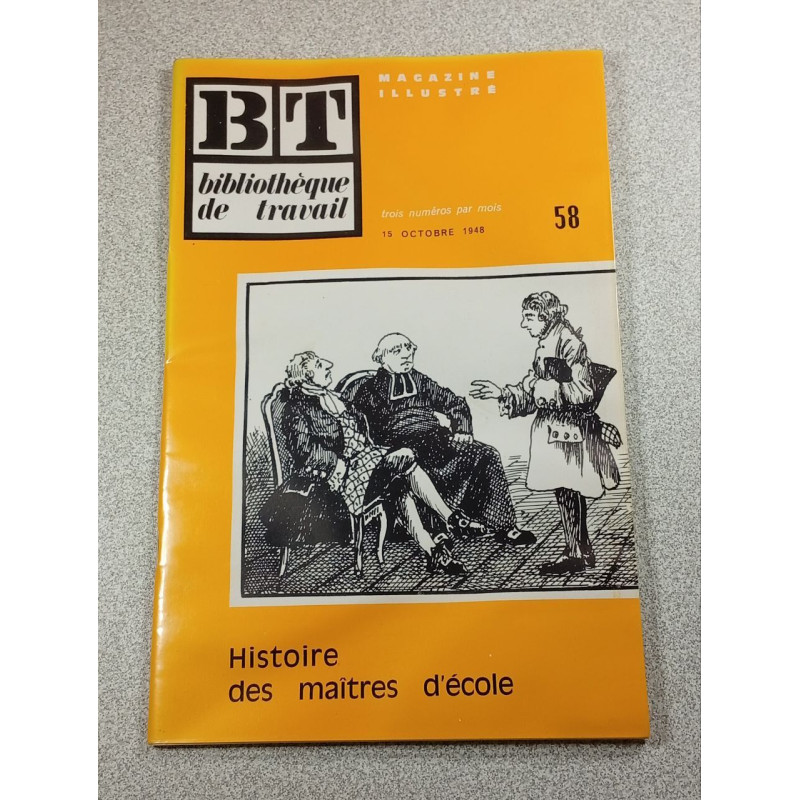 BT
bibliothèque
de travail
MAGAZINE
ILLUSTRÉ
trois numéros par mois
15 OCTOBRE 1948
58
Histoire
des maîtres d'école